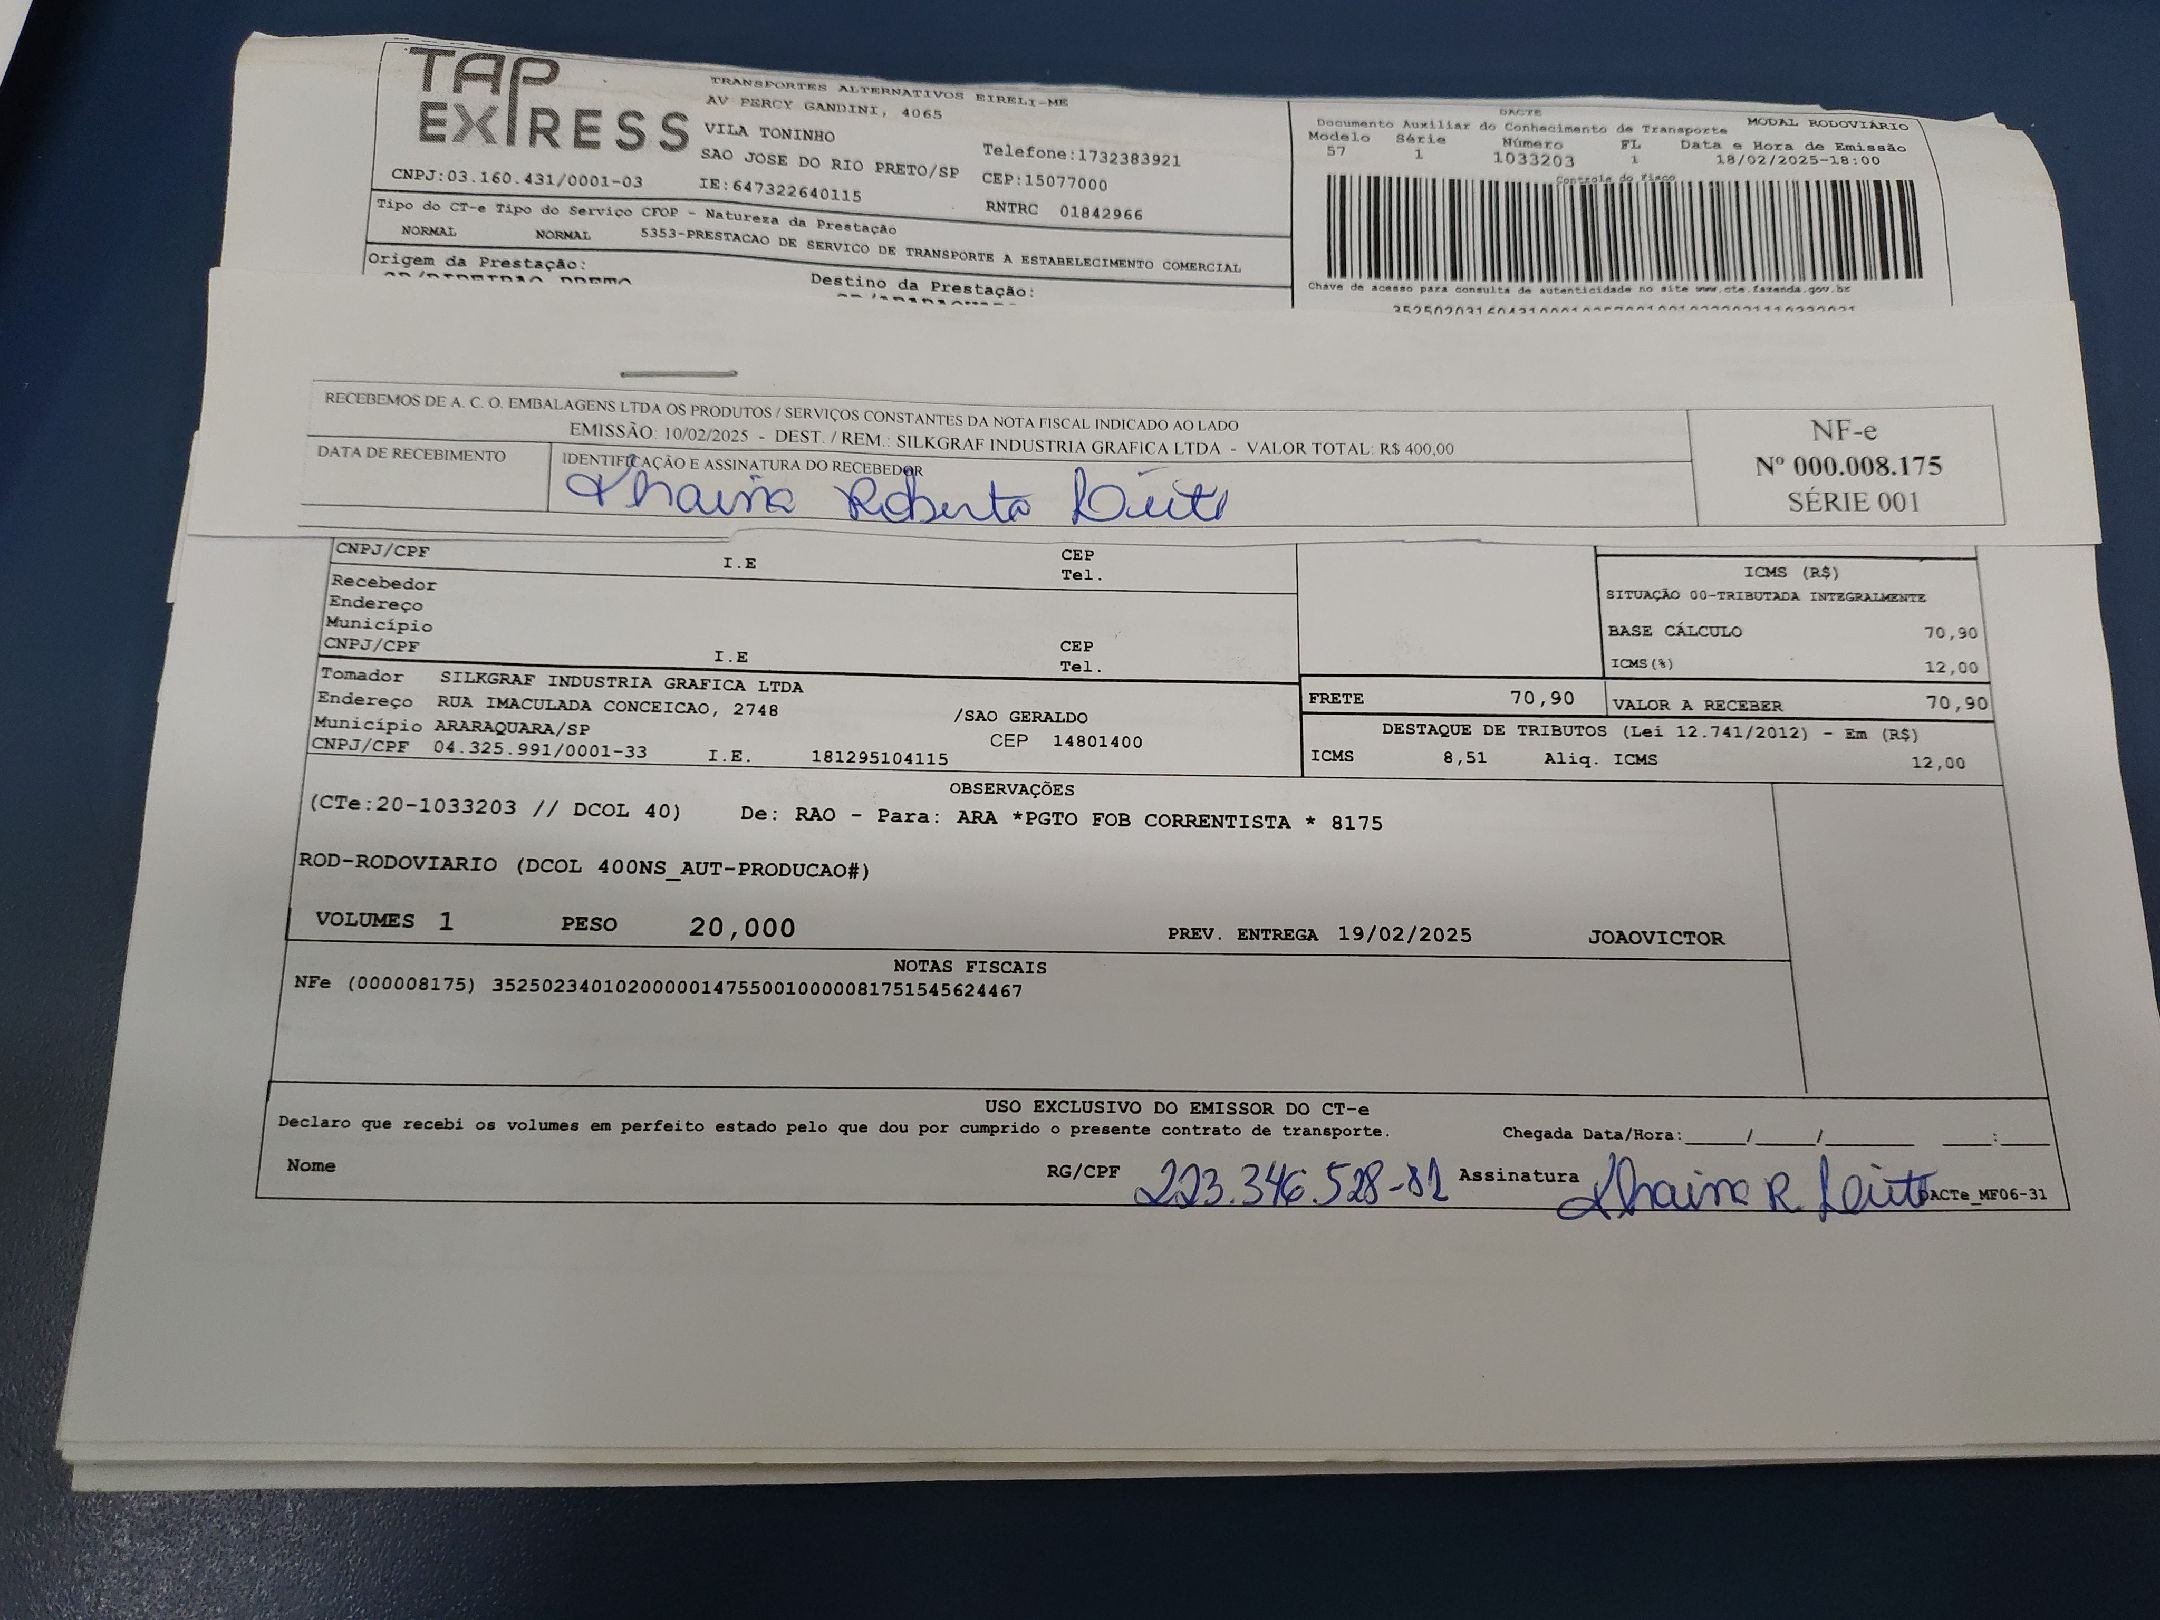 TAP EXPRESS
TRANSPORTES ALTERNATIVOS EIRELI-ME
AV PERCY GANDINI, 4065
VILA TONINHO
SAO JOSE DO RIO PRETO/SP
Telefone:1732383921
CEP:15077000
CNPJ:03.160.431/0001-03 IE:647322640115 RNTRC 01842966
Tipo do CT-e Tipo do Serviço CFOP - Natureza da Prestação
NORMAL NORMAL 5353-PRESTACAO DE SERVICO DE TRANSPORTE A ESTABELECIMENTO COMERCIAL
Origem da Prestação: Destino da Prestação:
DACTE
Documento Auxiliar do Conhecimento de Transporte MODAL RODOVIÁRIO
Modelo Série Número FL Data e Hora de Emissão
57 1 1033203 1 18/02/2025-18:00
Controle do Fisco
Chave de acesso para consulta de autenticidade no site www.cte.fazenda.gov.br
RECEBEMOS DE A. C. O. EMBALAGENS LTDA OS PRODUTOS / SERVIÇOS CONSTANTES DA NOTA FISCAL INDICADO AO LADO
EMISSÃO: 10/02/2025 - DEST. / REM.: SILKGRAF INDUSTRIA GRAFICA LTDA - VALOR TOTAL: R$ 400,00
DATA DE RECEBIMENTO IDENTIFICAÇÃO E ASSINATURA DO RECEBEDOR
Roberta
NF-e
Nº 000.008.175
SÉRIE 001
CNPJ/CPF I.E CEP
Tel.
Recebedor
Endereço
Município
CNPJ/CPF I.E CEP
Tel.
ICMS (R$)
SITUAÇÃO 00-TRIBUTADA INTEGRALMENTE
BASE CÁLCULO 70,90
ICMS(%) 12,00
Tomador SILKGRAF INDUSTRIA GRAFICA LTDA
Endereço RUA IMACULADA CONCEICAO, 2748 /SAO GERALDO
Município ARARAQUARA/SP CEP 14801400
CNPJ/CPF 04.325.991/0001-33 I.E. 181295104115
FRETE 70,90 VALOR A RECEBER 70,90
DESTAQUE DE TRIBUTOS (Lei 12.741/2012) - Em (R$)
ICMS 8,51 Aliq. ICMS 12,00
OBSERVAÇÕES
(CTe:20-1033203 // DCOL 40) De: RAO - Para: ARA *PGTO FOB CORRENTISTA * 8175
ROD-RODOVIARIO (DCOL 400NS_AUT-PRODUCAO#)
VOLUMES 1 PESO 20,000 PREV. ENTREGA 19/02/2025 JOAOVICTOR
NOTAS FISCAIS
NFe (000008175) 35250234010200000147550010000081751545624467
USO EXCLUSIVO DO EMISSOR DO CT-e
Declaro que recebi os volumes em perfeito estado pelo que dou por cumprido o presente contrato de transporte. Chegada Data/Hora:_____/_____/_______ ____:____
Nome RG/CPF 223.346.528-82 Assinatura
DACTe_MF06-31